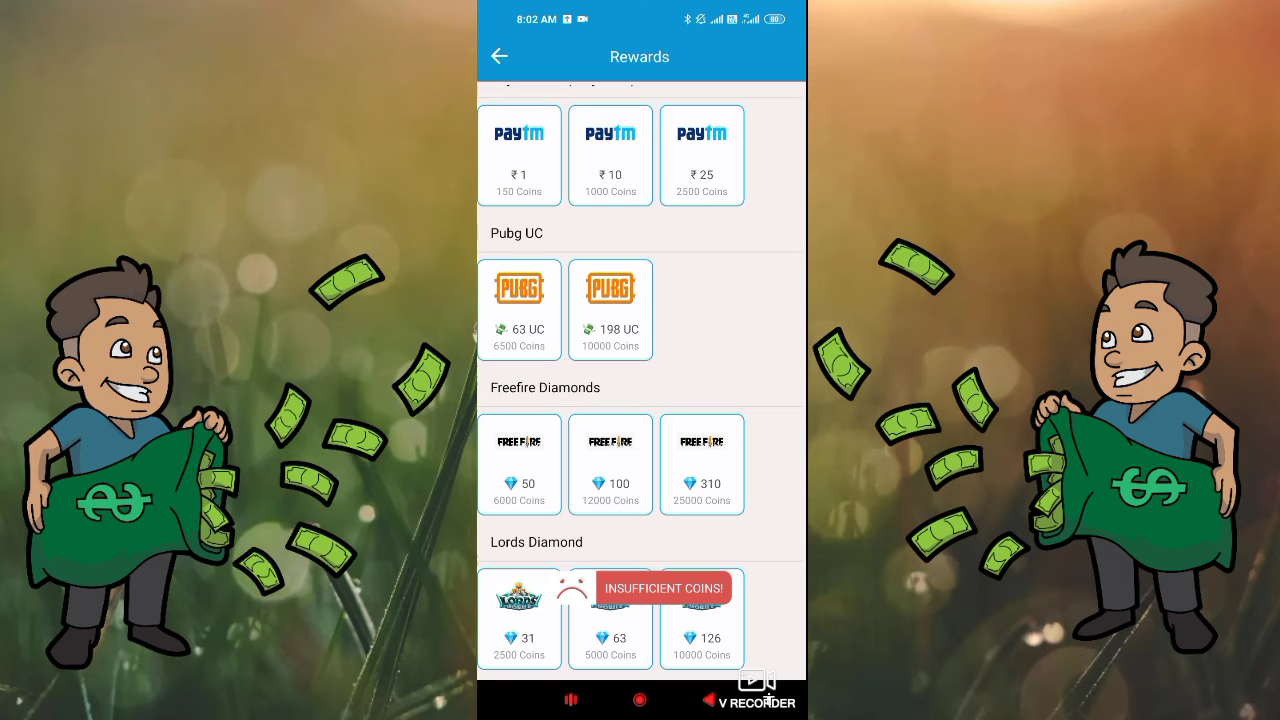 8:02 AM
80
Rewards
paytm paytm paytm
₹ 1 ₹ 10 ₹ 25
150 Coins 1000 Coins 2500 Coins
Pubg UC
PUBG PUBG
63 UC 198 UC
6500 Coins 10000 Coins
Freefire Diamonds
FREE FIRE FREE FIRE FREE FIRE
50 100 310
6000 Coins 12000 Coins 25000 Coins
Lords Diamond
LORDS MOBILE
INSUFFICIENT COINS!
31 63 126
2500 Coins 5000 Coins 10000 Coins
V RECORDER
$ $